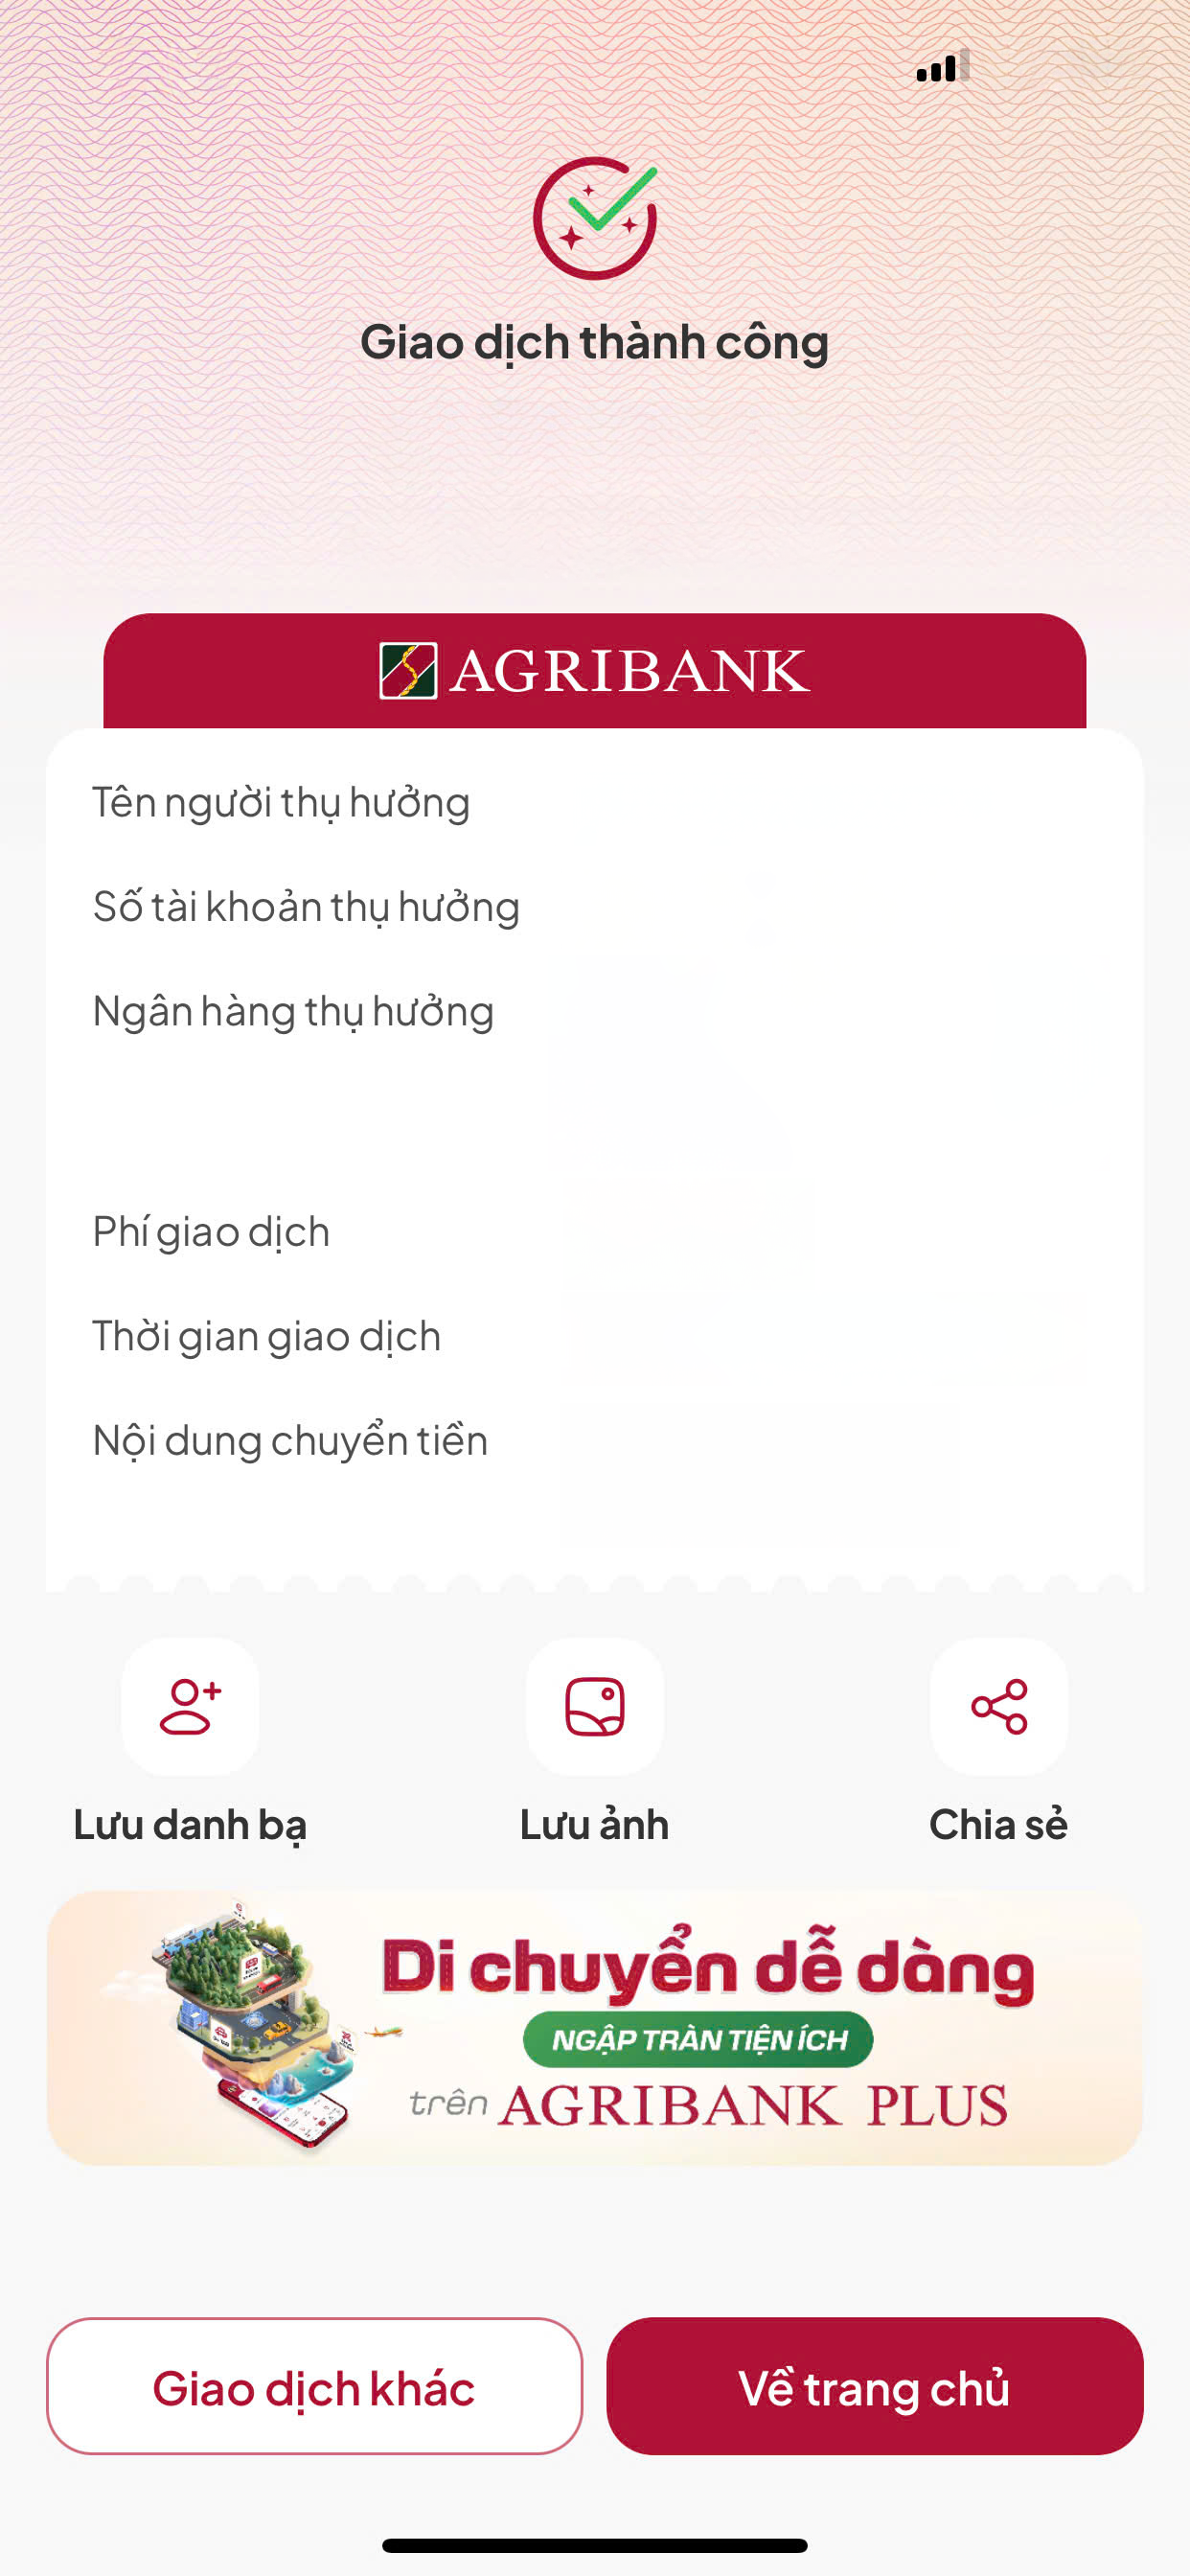 Giao dịch thành công
AGRIBANK
Tên người thụ hưởng
Số tài khoản thụ hưởng
Ngân hàng thụ hưởng
Phí giao dịch
Thời gian giao dịch
Nội dung chuyển tiền
Lưu danh bạ
Lưu ảnh
Chia sẻ
Di chuyển dễ dàng
NGẬP TRÀN TIỆN ÍCH
trên AGRIBANK PLUS
Giao dịch khác
Về trang chủ